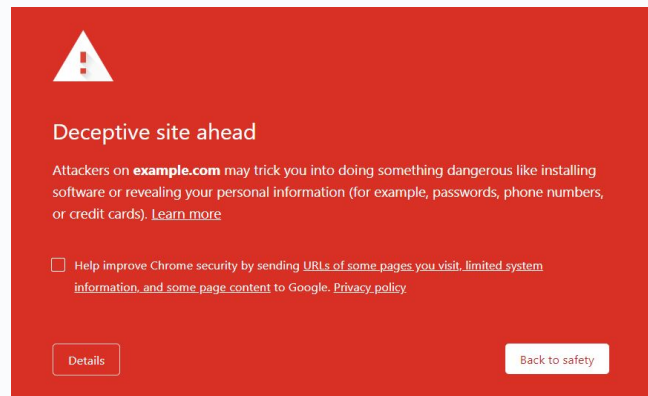 Deceptive site ahead
Attackers on example.com may trick you into doing something dangerous like installing
software or revealing your personal information (for example, passwords, phone numbers,
or credit cards). Learn more
Help improve Chrome security by sending URLs of some pages you visit, limited system
information, and some page content to Google. Privacy policy
Details
Back to safety